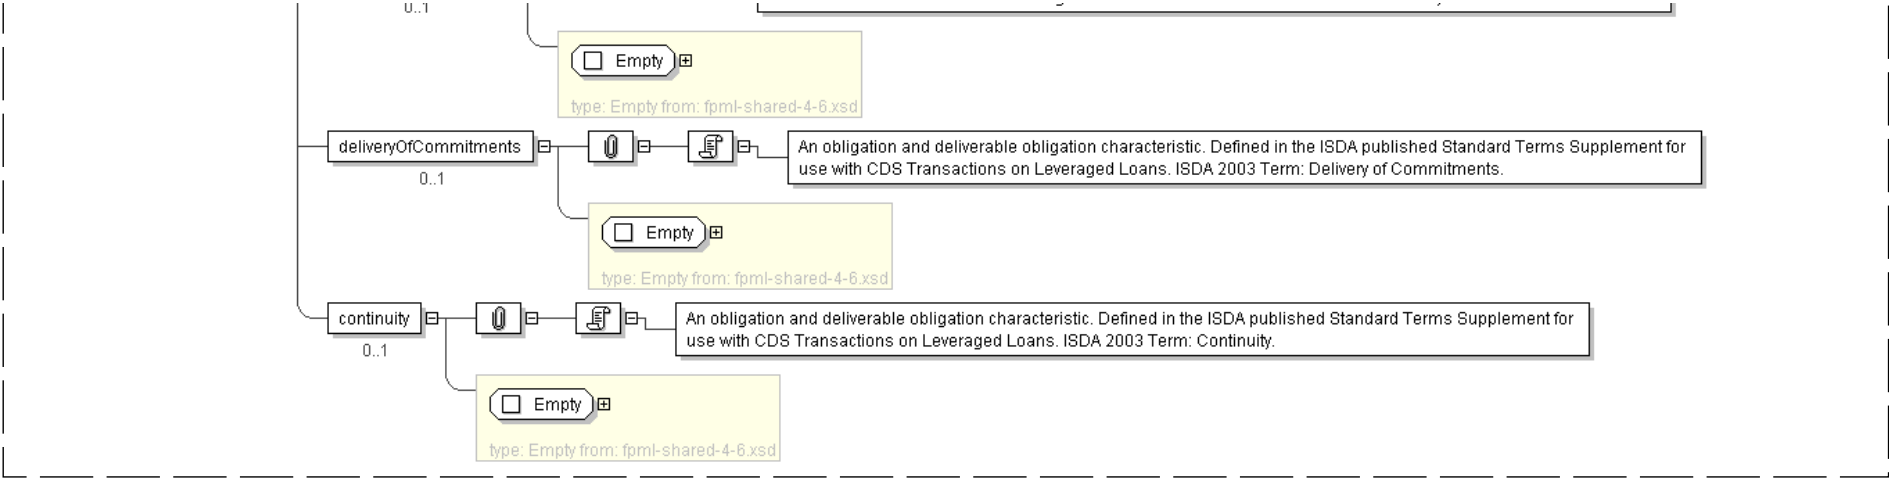 0..1
Empty
type: Empty from: fpml-shared-4-6.xsd
deliveryOfCommitments
0..1
An obligation and deliverable obligation characteristic. Defined in the ISDA published Standard Terms Supplement for
use with CDS Transactions on Leveraged Loans. ISDA 2003 Term: Delivery of Commitments.
Empty
type: Empty from: fpml-shared-4-6.xsd
continuity
0..1
An obligation and deliverable obligation characteristic. Defined in the ISDA published Standard Terms Supplement for
use with CDS Transactions on Leveraged Loans. ISDA 2003 Term: Continuity.
Empty
type: Empty from: fpml-shared-4-6.xsd